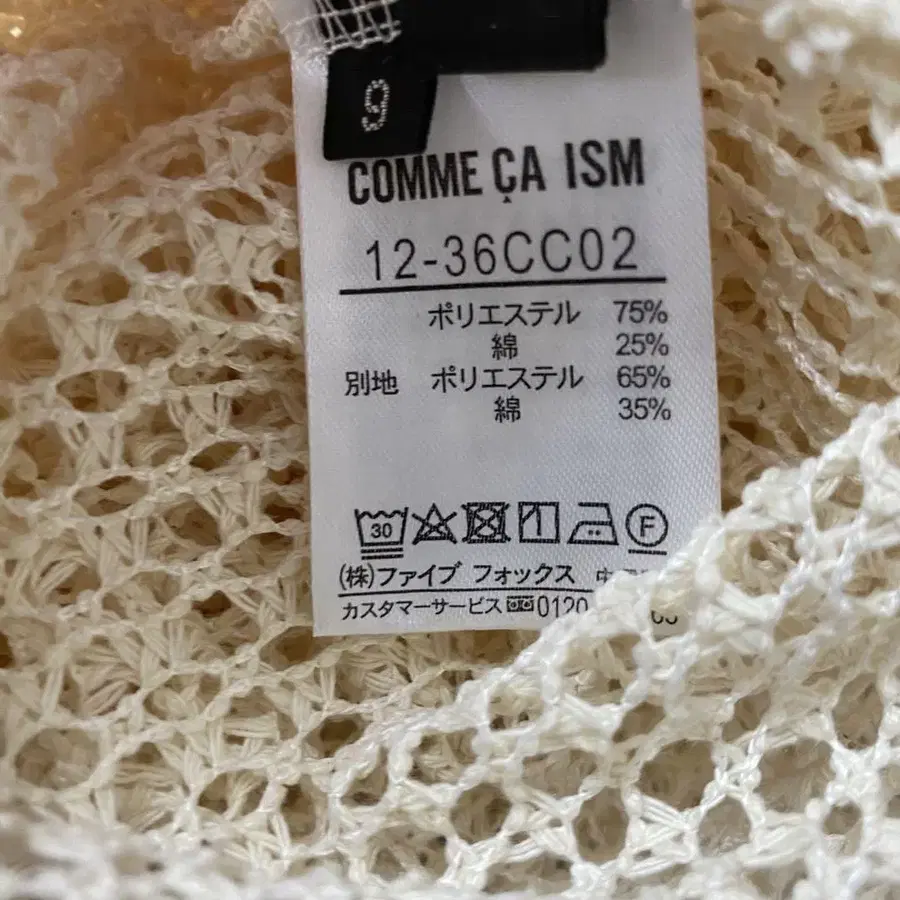 9
COMME ÇA ISM
12-36CC02
ポリエステル 75%
綿 25%
別地 ポリエステル 65%
綿 35%
30 F
(株)ファイブ フォックス
カスタマーサービス 0120